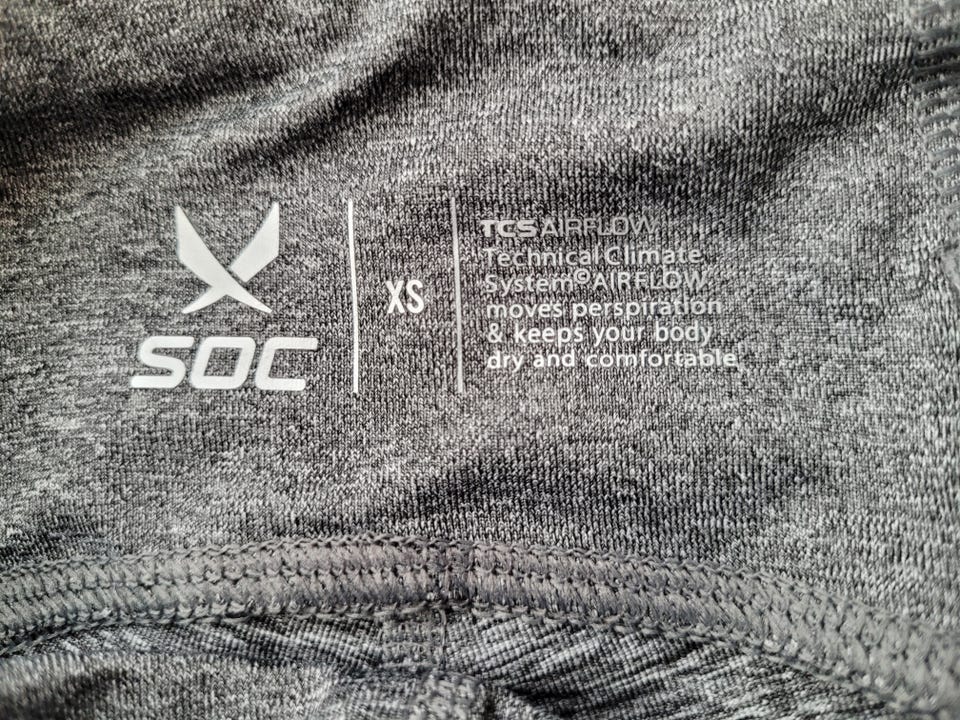 SOC
XS
TCS AIRFLOW
Technical Climate
System© AIRFLOW
moves perspiration
& keeps your body
dry and comfortable